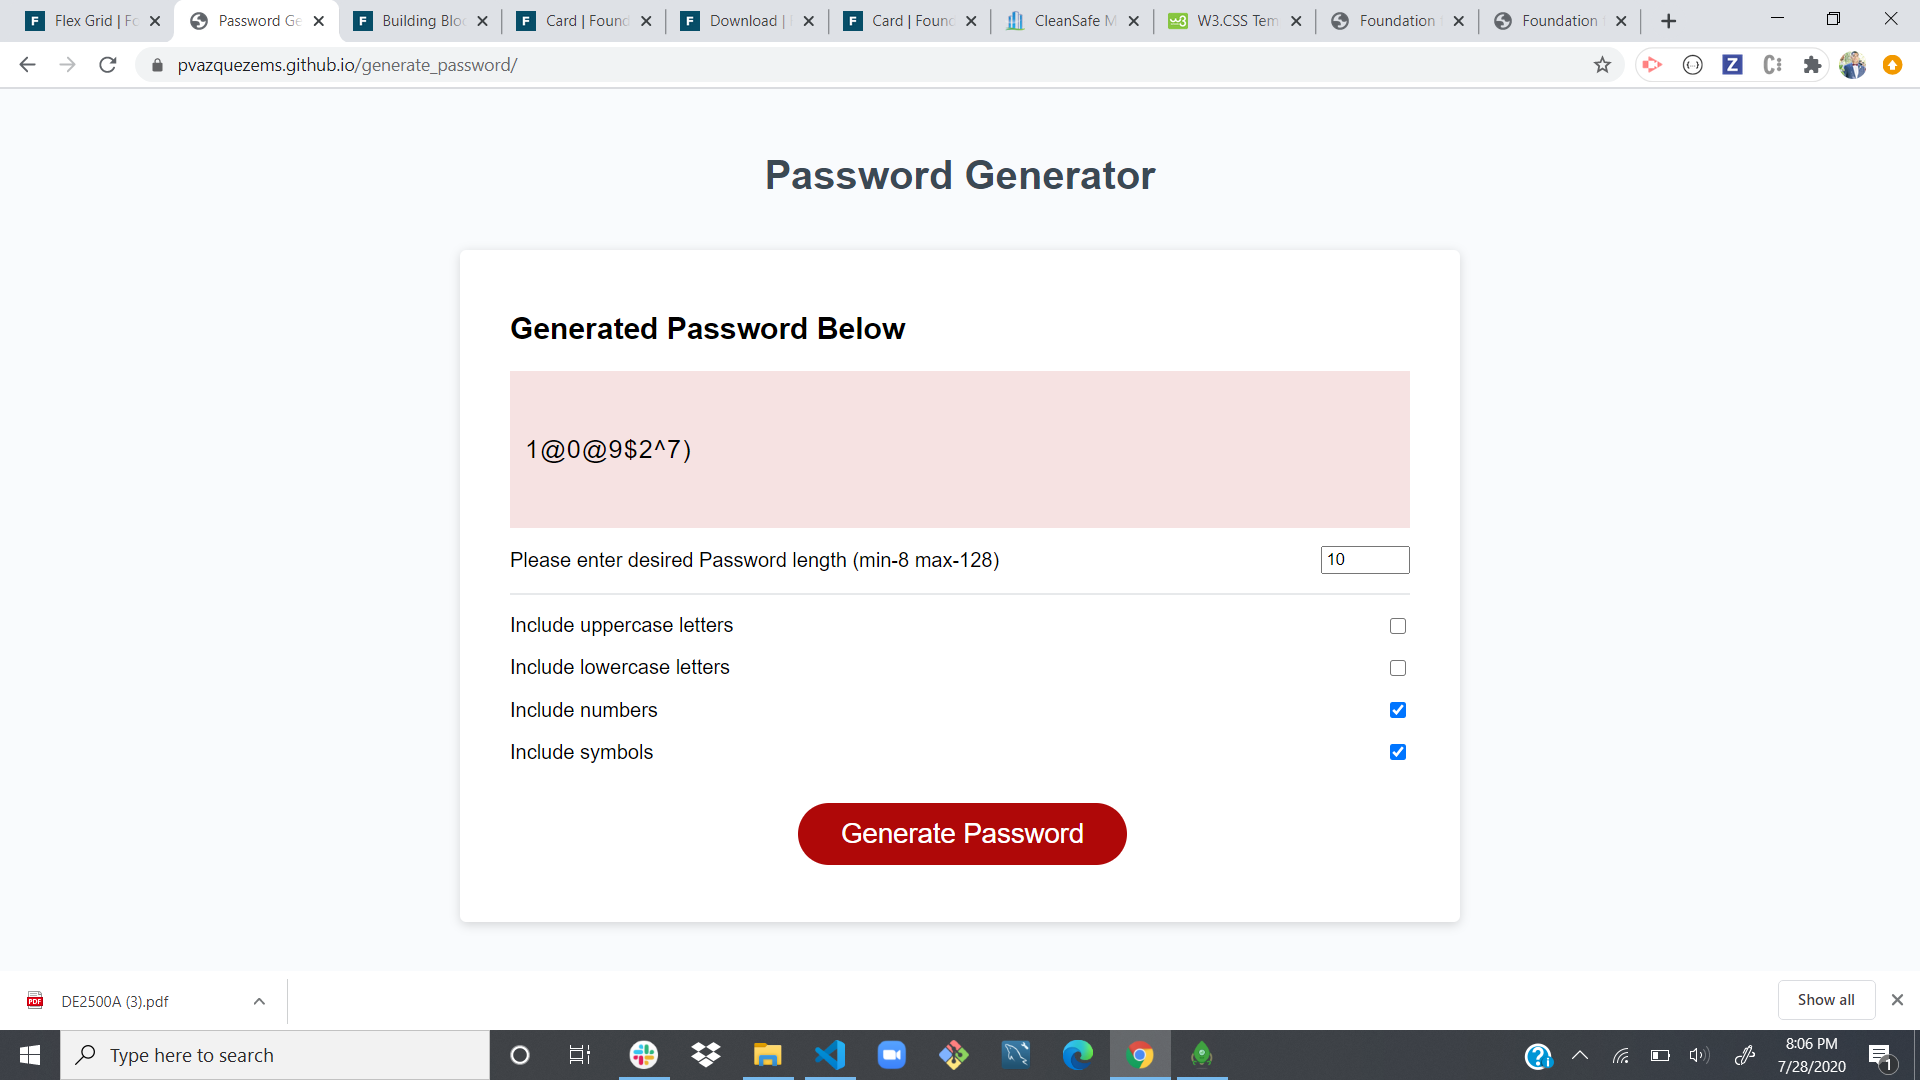 Flex Grid | Fo
Password Ge
Building Bloc
Card | Found
Download |
Card | Found
CleanSafe M
W3.CSS Tem
Foundation
Foundation
pvazquezems.github.io/generate_password/
Password Generator
Generated Password Below
1@0@9$2^7)
Please enter desired Password length (min-8 max-128)
10
Include uppercase letters
Include lowercase letters
Include numbers
Include symbols
Generate Password
DE2500A (3).pdf
Show all
Type here to search
8:06 PM
7/28/2020
1